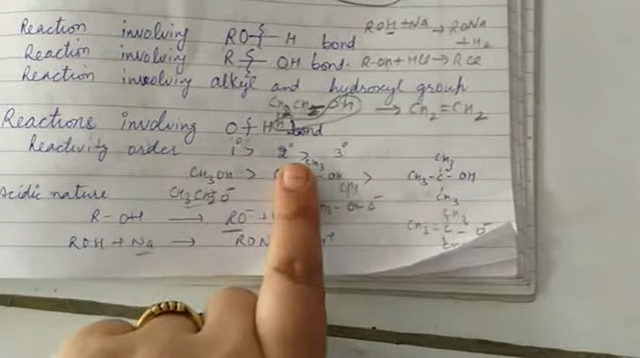 Reaction involving RO-}-H bond ROH + Na → RONa + H2
Reaction involving R-}-OH bond. R-OH + HCl → RCl
Reaction involving alkyl and hydroxyl group
→ CH2=CH2
Reactions involving O-}-H bond
Reactivity order 1° > 2° > 3°
CH3OH > > CH3-C-OH
CH3
CH3
Acidic nature CH3CH2O-
R-OH → RO-
ROH + Na →